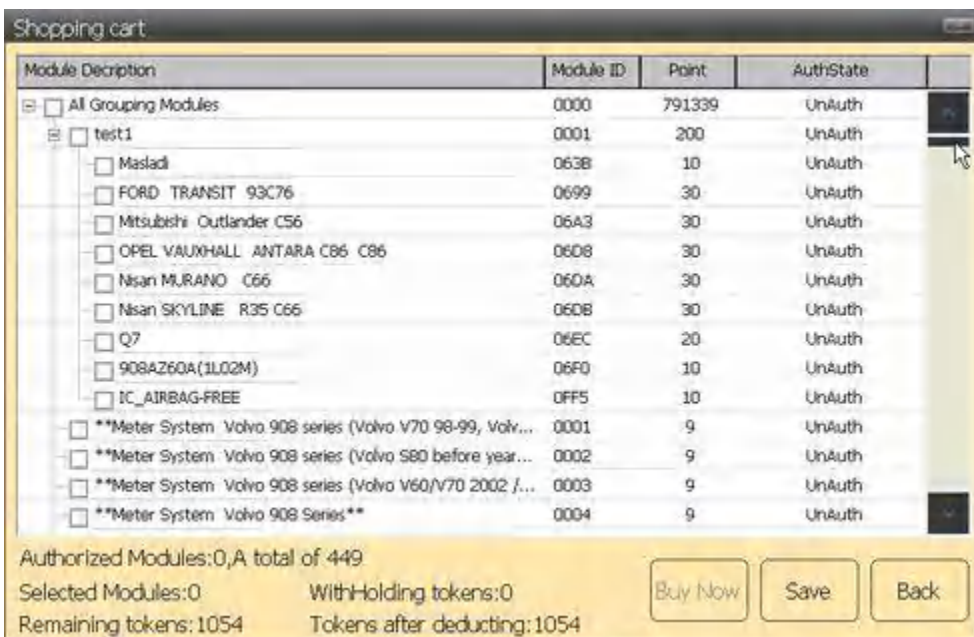 Shopping cart
Module Decription Module ID Point AuthState
All Grouping Modules 0000 791339 UnAuth
test1 0001 200 UnAuth
Masladi 063B 10 UnAuth
FORD TRANSIT 93C76 0699 30 UnAuth
Mitsubishi Outlander C56 06A3 30 UnAuth
OPEL VAUXHALL ANTARA C86 C86 06D8 30 UnAuth
Nisan MURANO C66 06DA 30 UnAuth
Nisan SKYLINE R35 C66 06DB 30 UnAuth
Q7 06EC 20 UnAuth
908AZ60A(1L02M) 06F0 10 UnAuth
IC_AIRBAG-FREE 0FF5 10 UnAuth
**Meter System Volvo 908 series (Volvo V70 98-99, Volv... 0001 9 UnAuth
**Meter System Volvo 908 series (Volvo S80 before year... 0002 9 UnAuth
**Meter System Volvo 908 series (Volvo V60/V70 2002 /... 0003 9 UnAuth
**Meter System Volvo 908 Series** 0004 9 UnAuth
Authorized Modules:0,A total of 449
Selected Modules:0 WithHolding tokens:0 Buy Now Save Back
Remaining tokens:1054 Tokens after deducting:1054